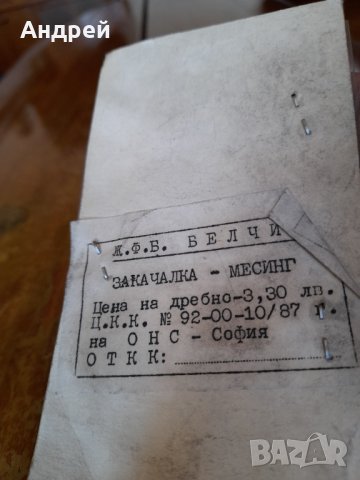 Андрей
Ж.Ф.Б. БЕЛЧИ
ЗАКАЧАЛКА - МЕСИНГ
Цена на дребно-3,30 лв.
Ц.К.К. № 92-00-10/87 г.
на ОНС - София
ОТКК:
BAZAR